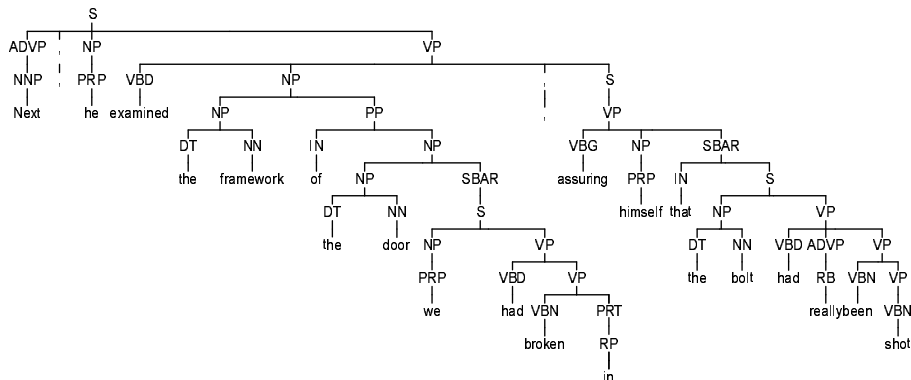 S
ADVP , NP VP
NNP , PRP VBD NP , S
Next he examined NP PP , VP
DT NN IN NP VBG NP SBAR
the framework of NP SBAR assuring PRP IN S
DT NN S himself that NP VP
the door NP VP DT NN VBD ADVP VP
PRP VBD VP the bolt had RB VBN VP
we had VBN PRT really been VBN
broken RP shot
in